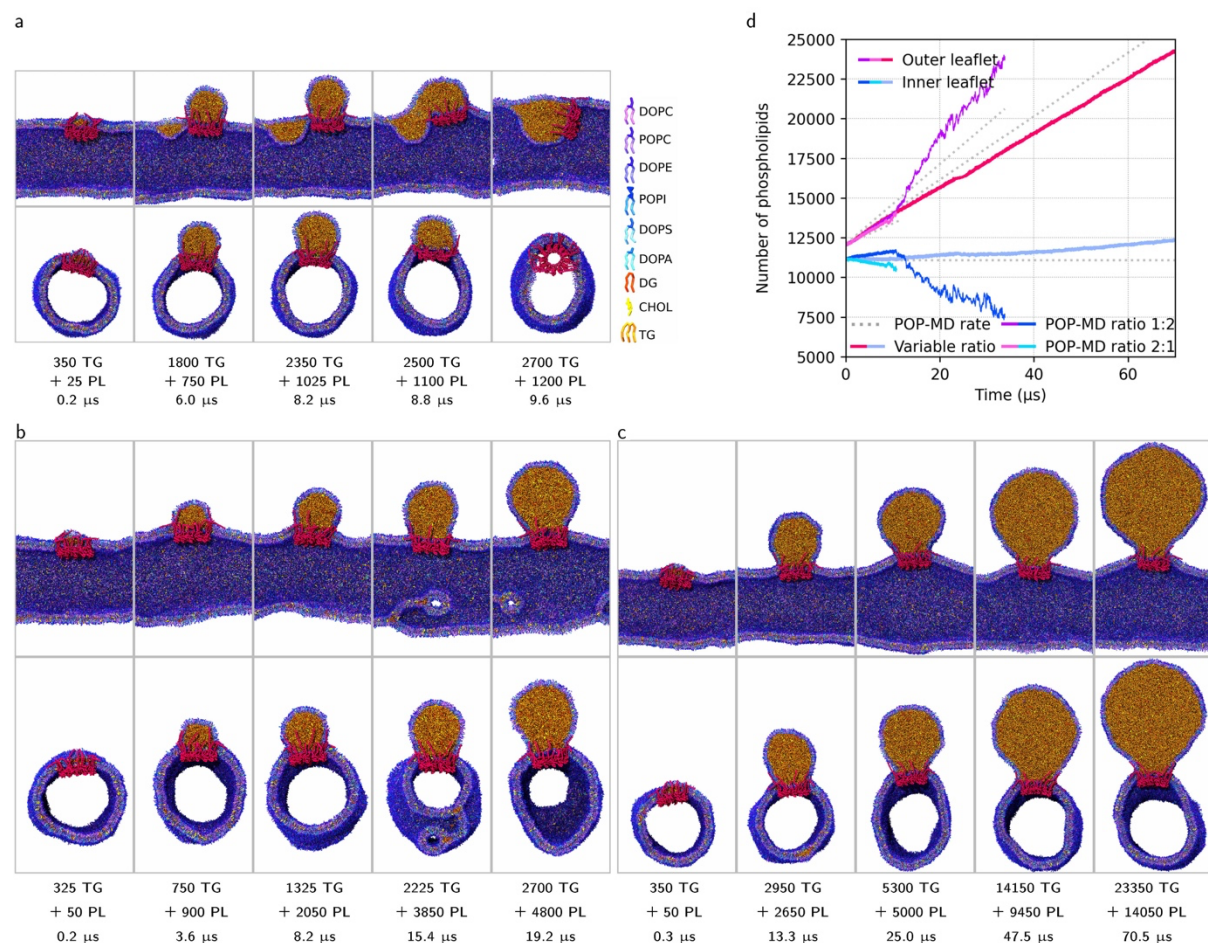 a
DOPC
POPC
DOPE
POPI
DOPS
DOPA
DG
CHOL
TG
350 TG
+ 25 PL
0.2 μs
1800 TG
+ 750 PL
6.0 μs
2350 TG
+ 1025 PL
8.2 μs
2500 TG
+ 1100 PL
8.8 μs
2700 TG
+ 1200 PL
9.6 μs
d
Number of phospholipids
25000
22500
20000
17500
15000
12500
10000
7500
5000
Outer leaflet
Inner leaflet
POP-MD rate
Variable ratio
POP-MD ratio 1:2
POP-MD ratio 2:1
0
20
40
60
Time (μs)
b
325 TG
+ 50 PL
0.2 μs
750 TG
+ 900 PL
3.6 μs
1325 TG
+ 2050 PL
8.2 μs
2225 TG
+ 3850 PL
15.4 μs
2700 TG
+ 4800 PL
19.2 μs
c
350 TG
+ 50 PL
0.3 μs
2950 TG
+ 2650 PL
13.3 μs
5300 TG
+ 5000 PL
25.0 μs
14150 TG
+ 9450 PL
47.5 μs
23350 TG
+ 14050 PL
70.5 μs